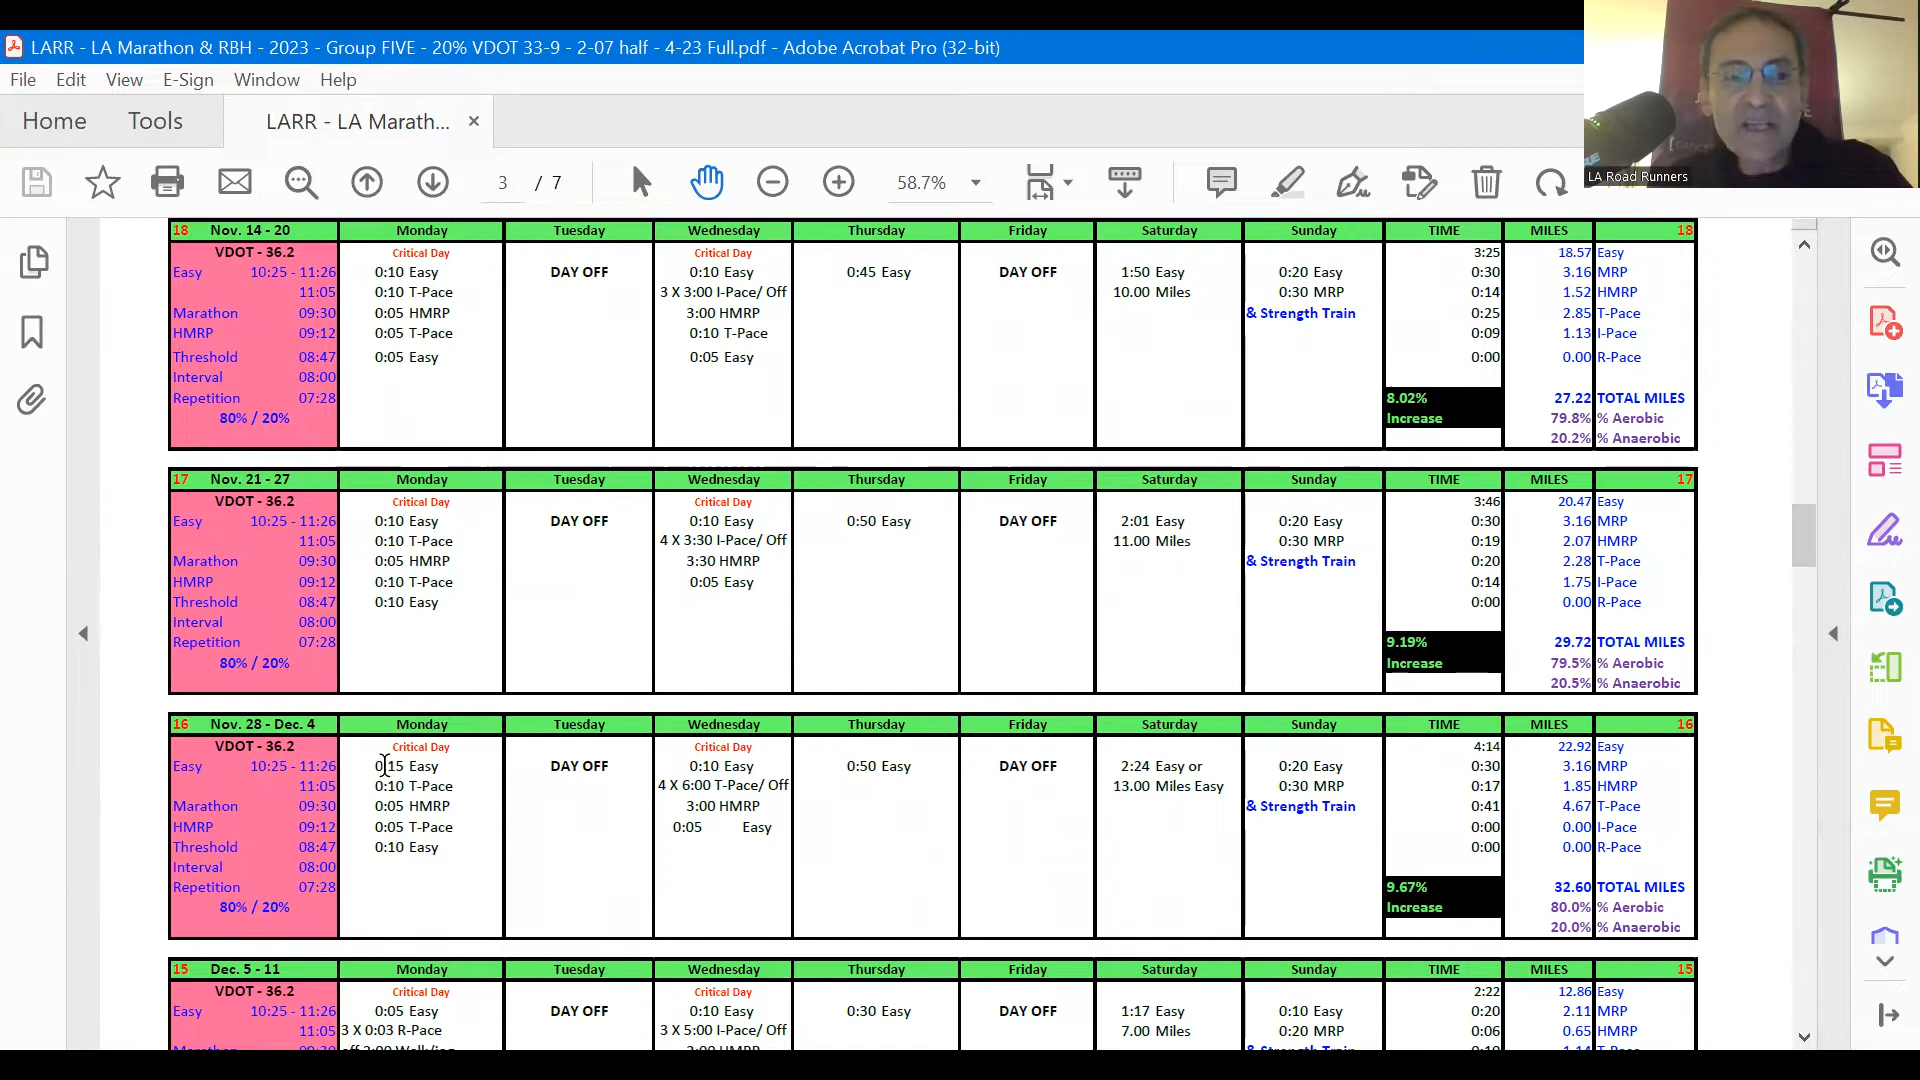 LARR - LA Marathon & RBH - 2023 - Group FIVE - 20% VDOT 33-9 - 2-07 half - 4-23 Full.pdf - Adobe Acrobat Pro (32-bit)
File Edit View E-Sign Window Help
Home Tools LARR - LA Marath... ×
3 / 7 58.7%
LA Road Runners
18 Nov. 14 - 20 Monday Tuesday Wednesday Thursday Friday Saturday Sunday TIME MILES 18
VDOT - 36.2 Critical Day Critical Day 3:25 18.57 Easy
Easy 10:25 - 11:26 0:10 Easy DAY OFF 0:10 Easy 0:45 Easy DAY OFF 1:50 Easy 0:20 Easy 0:30 3.16 MRP
11:05 0:10 T-Pace 3 X 3:00 I-Pace/ Off 10.00 Miles 0:30 MRP 0:14 1.52 HMRP
Marathon 09:30 0:05 HMRP 3:00 HMRP & Strength Train 0:25 2.85 T-Pace
HMRP 09:12 0:05 T-Pace 0:10 T-Pace 0:09 1.13 I-Pace
Threshold 08:47 0:05 Easy 0:05 Easy 0:00 0.00 R-Pace
Interval 08:00
Repetition 07:28 8.02% 27.22 TOTAL MILES
80% / 20% Increase 79.8% % Aerobic
20.2% % Anaerobic
17 Nov. 21 - 27 Monday Tuesday Wednesday Thursday Friday Saturday Sunday TIME MILES 17
VDOT - 36.2 Critical Day Critical Day 3:46 20.47 Easy
Easy 10:25 - 11:26 0:10 Easy DAY OFF 0:10 Easy 0:50 Easy DAY OFF 2:01 Easy 0:20 Easy 0:30 3.16 MRP
11:05 0:10 T-Pace 4 X 3:30 I-Pace/ Off 11.00 Miles 0:30 MRP 0:19 2.07 HMRP
Marathon 09:30 0:05 HMRP 3:30 HMRP & Strength Train 0:20 2.28 T-Pace
HMRP 09:12 0:10 T-Pace 0:05 Easy 0:14 1.75 I-Pace
Threshold 08:47 0:10 Easy 0:00 0.00 R-Pace
Interval 08:00
Repetition 07:28 9.19% 29.72 TOTAL MILES
80% / 20% Increase 79.5% % Aerobic
20.5% % Anaerobic
16 Nov. 28 - Dec. 4 Monday Tuesday Wednesday Thursday Friday Saturday Sunday TIME MILES 16
VDOT - 36.2 Critical Day Critical Day 4:14 22.92 Easy
Easy 10:25 - 11:26 0:15 Easy DAY OFF 0:10 Easy 0:50 Easy DAY OFF 2:24 Easy or 0:20 Easy 0:30 3.16 MRP
11:05 0:10 T-Pace 4 X 6:00 T-Pace/ Off 13.00 Miles Easy 0:30 MRP 0:17 1.85 HMRP
Marathon 09:30 0:05 HMRP 3:00 HMRP & Strength Train 0:41 4.67 T-Pace
HMRP 09:12 0:05 T-Pace 0:05 Easy 0:00 0.00 I-Pace
Threshold 08:47 0:10 Easy 0:00 0.00 R-Pace
Interval 08:00
Repetition 07:28 9.67% 32.60 TOTAL MILES
80% / 20% Increase 80.0% % Aerobic
20.0% % Anaerobic
15 Dec. 5 - 11 Monday Tuesday Wednesday Thursday Friday Saturday Sunday TIME MILES 15
VDOT - 36.2 Critical Day Critical Day 2:22 12.86 Easy
Easy 10:25 - 11:26 0:05 Easy DAY OFF 0:10 Easy 0:30 Easy DAY OFF 1:17 Easy 0:10 Easy 0:20 2.11 MRP
11:05 3 X 0:03 R-Pace 3 X 5:00 I-Pace/ Off 7.00 Miles 0:20 MRP 0:06 0.65 HMRP